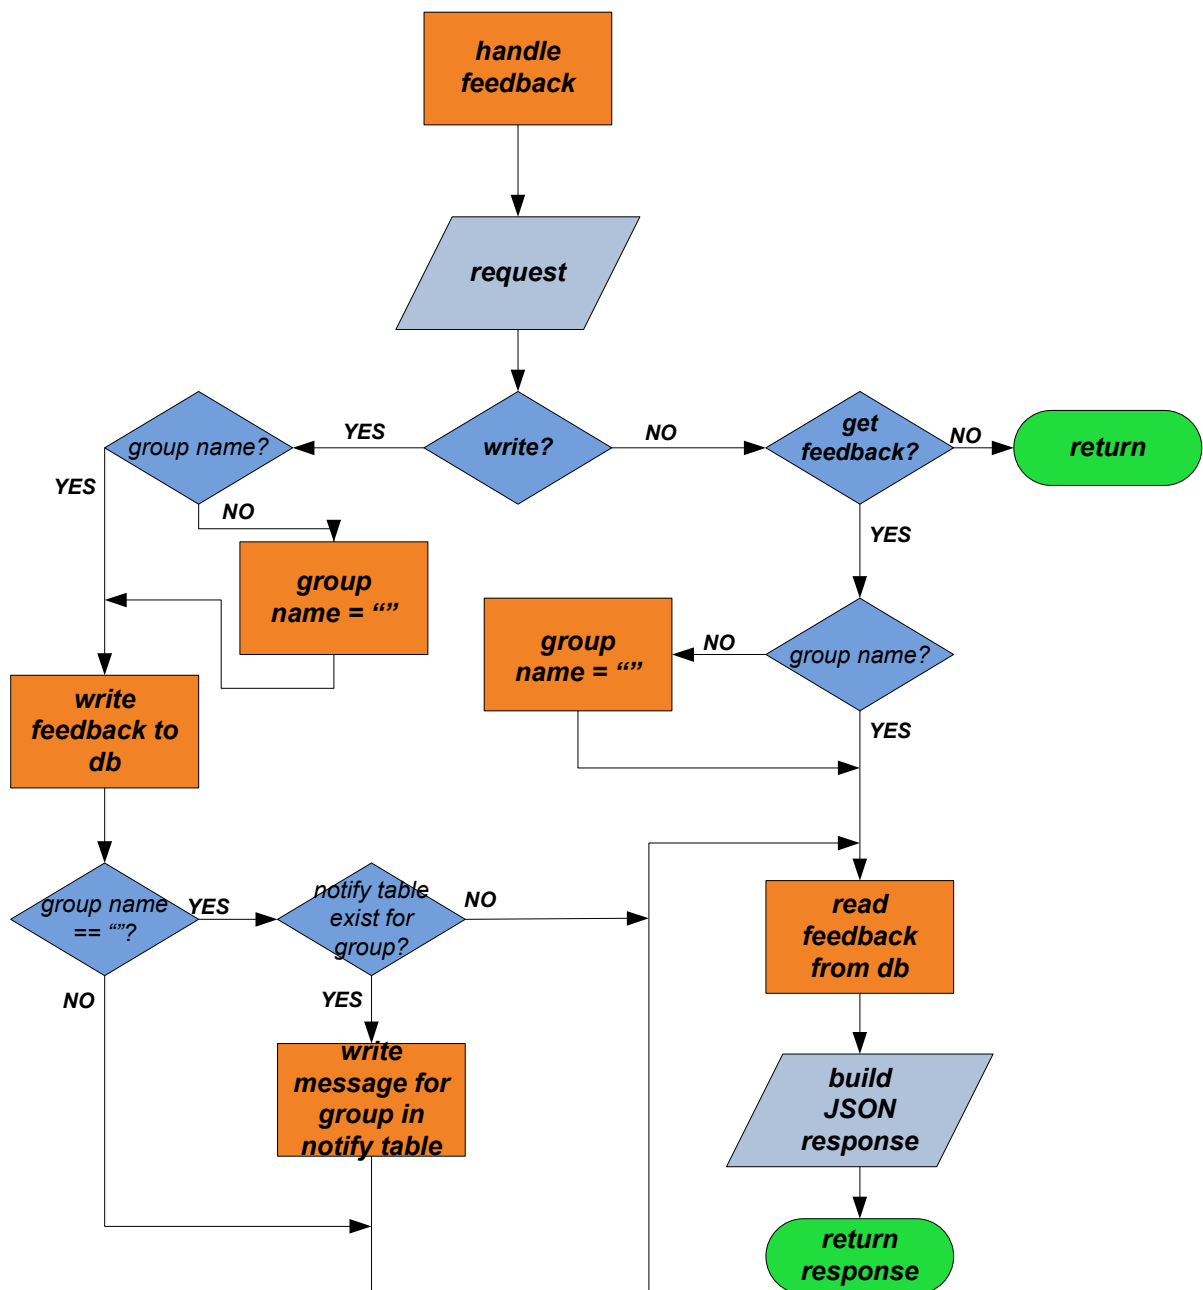 handle
feedback
request
group name?
YES
write?
NO
get
feedback?
NO
return
YES
NO
YES
group
name = “”
group
name = “”
NO
group name?
write
feedback to
db
YES
group name
== “”?
YES
notify table
exist for
group?
NO
read
feedback
from db
NO
YES
write
message for
group in
notify table
build
JSON
response
return
response